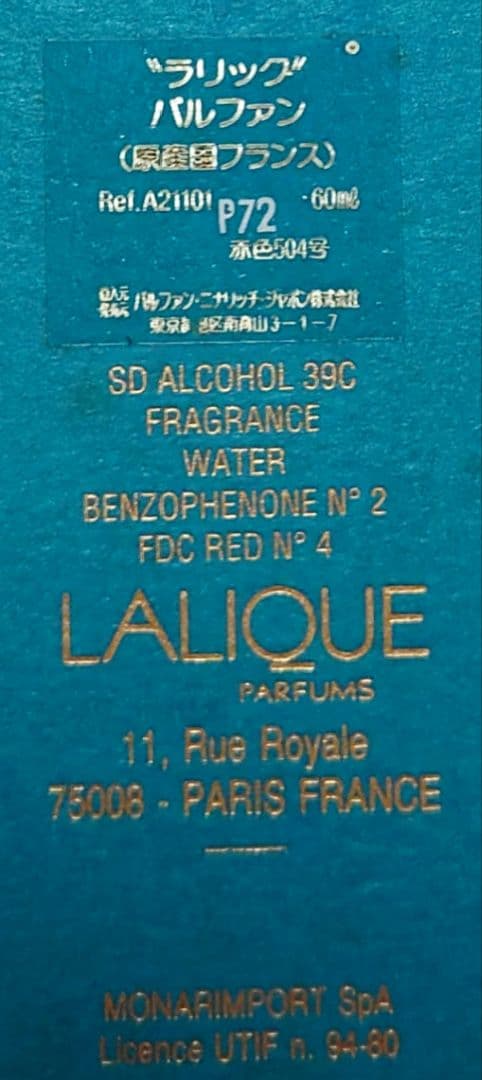 "ラリック"
パルファン
(原産国フランス)
Ref.A21101 P72 60mℓ
赤色504号
パルファン・ニナリッチ・ジャポン株式会社
東京都港区南青山3-1-7
SD ALCOHOL 39C
FRAGRANCE
WATER
BENZOPHENONE N° 2
FDC RED N° 4
LALIQUE
PARFUMS
11, Rue Royale
75008 - PARIS FRANCE
MONARIMPORT SpA
Licence UTIF n. 94-80